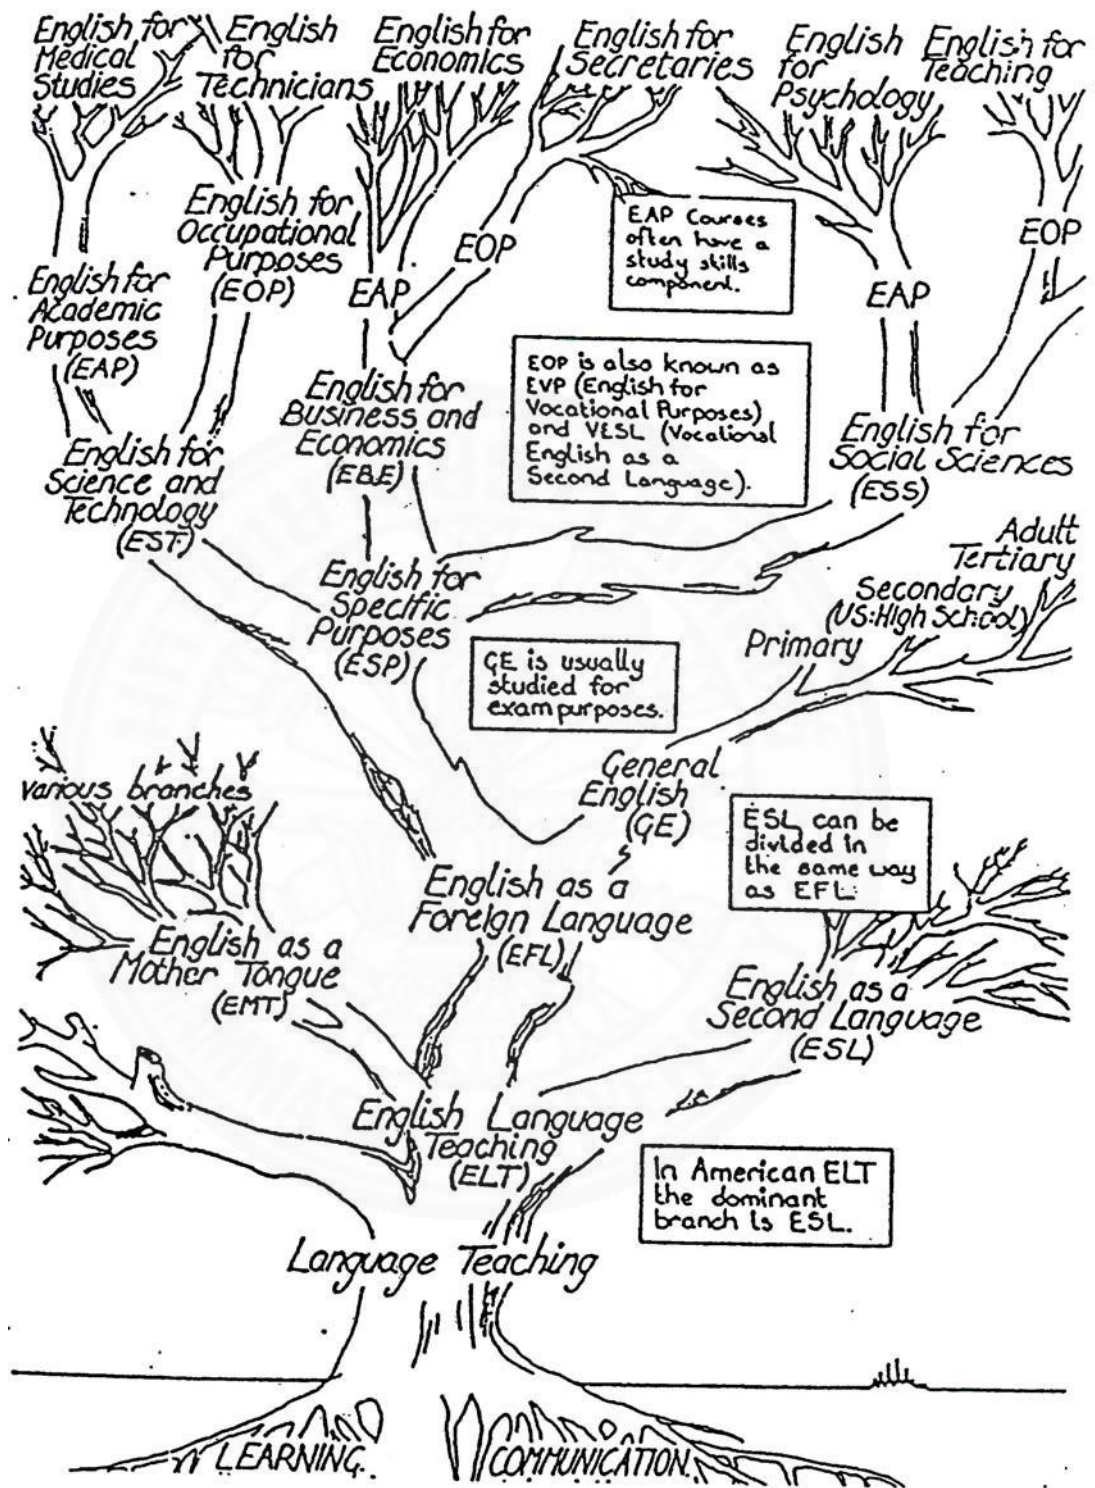 English for
Medical
Studies
English
for
Technicians
English for
Economics
English for
Secretaries
English
for
Psychology
English for
Teaching
EAP Courses
often have a
study skills
component.
English for
Occupational
Purposes
(EOP)
EOP
EOP
English for
Academic
Purposes
(EAP)
EAP
EAP
EOP is also known as
EVP (English for
Vocational Purposes)
and VESL (Vocational
English as a
Second Language).
English for
Business and
Economics
(EBE)
English for
Social Sciences
(ESS)
English for
Science and
Technology
(EST)
Adult
Tertiary
Secondary
(US:High School)
Primary
English for
Specific
Purposes
(ESP)
GE is usually
studied for
exam purposes.
General
English
(GE)
various branches
ESL can be
divided in
the same way
as EFL.
English as a
Foreign Language
(EFL)
English as a
Mother Tongue
(EMT)
English as a
Second Language
(ESL)
English Language
Teaching
(ELT)
In American ELT
the dominant
branch is ESL.
Language Teaching
LEARNING.
COMMUNICATION.